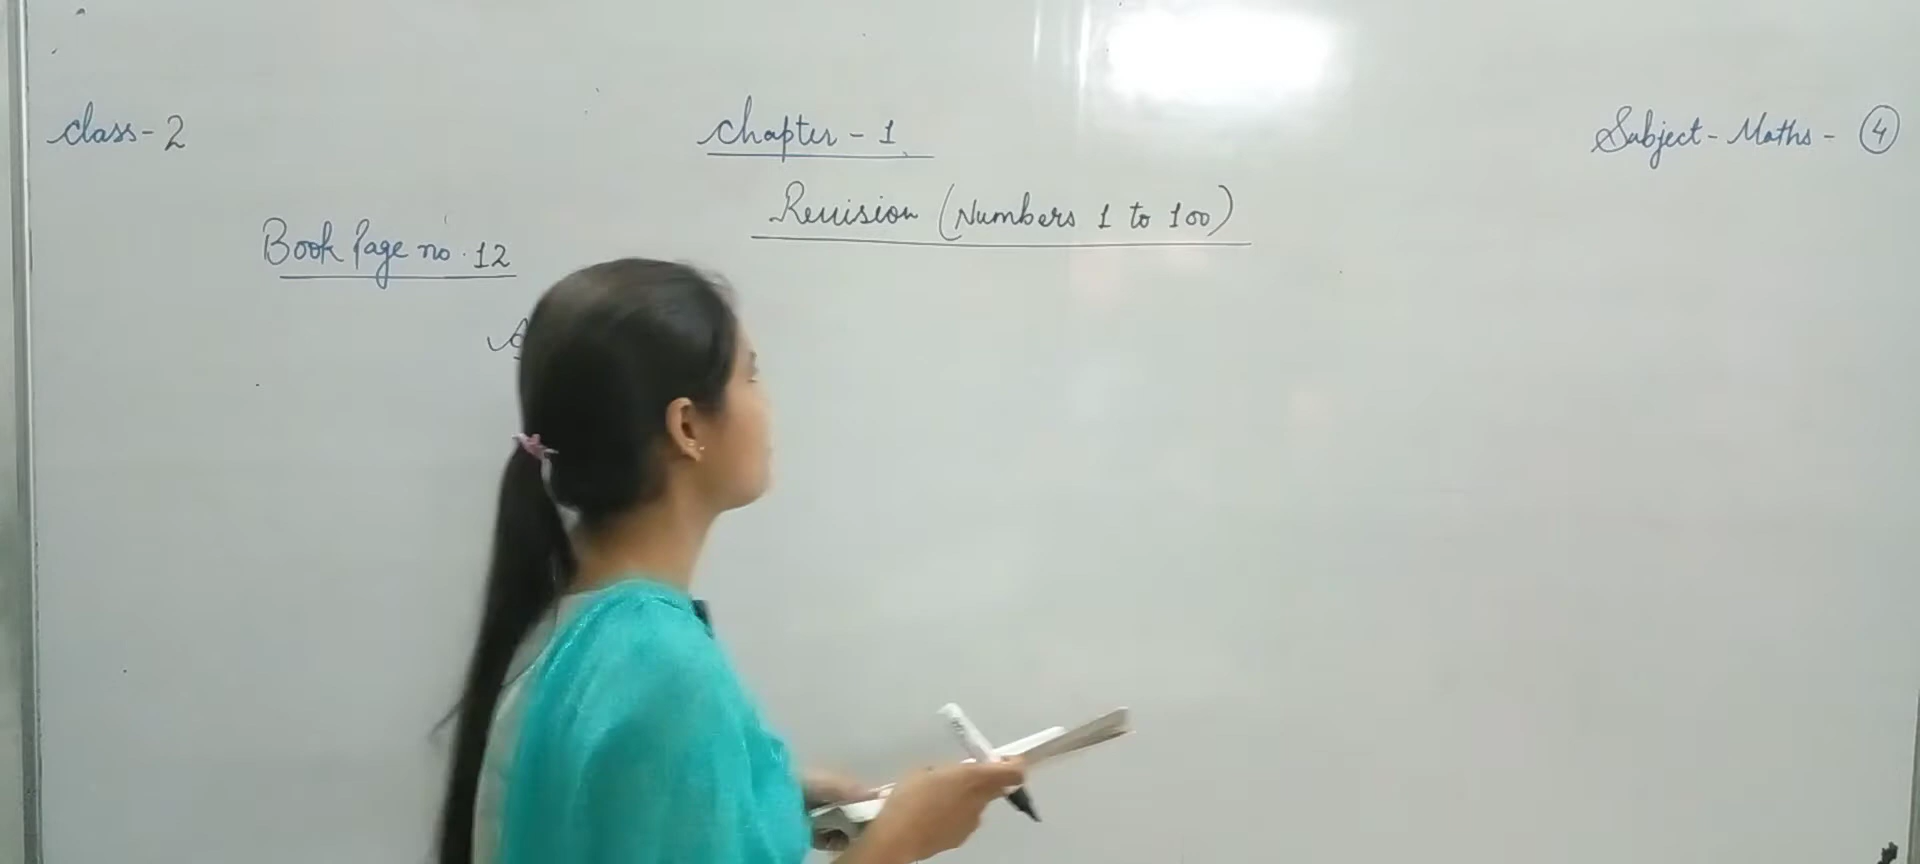 class-2
chapter - 1
Subject - Maths - 4
Revision (Numbers 1 to 100)
Book Page no. 12